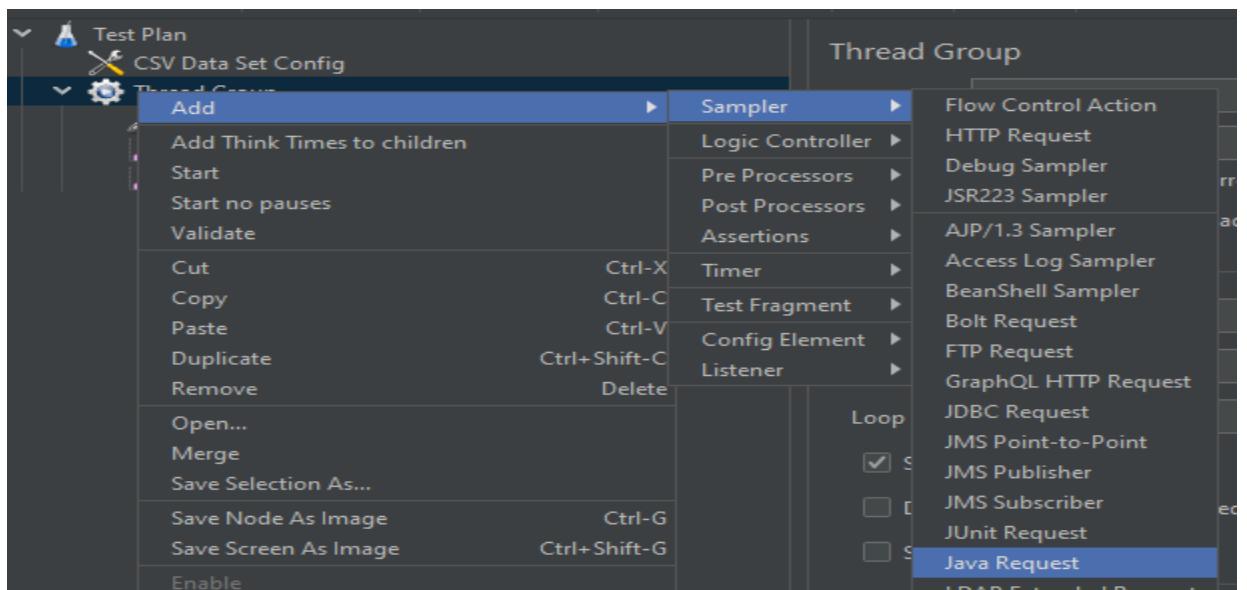 Test Plan
CSV Data Set Config
Thread Group
Add
Add Think Times to children
Start
Start no pauses
Validate
Cut Ctrl-X
Copy Ctrl-C
Paste Ctrl-V
Duplicate Ctrl+Shift-C
Remove Delete
Open...
Merge
Save Selection As...
Save Node As Image Ctrl-G
Save Screen As Image Ctrl+Shift-G
Enable
Sampler
Logic Controller
Pre Processors
Post Processors
Assertions
Timer
Test Fragment
Config Element
Listener
Flow Control Action
HTTP Request
Debug Sampler
JSR223 Sampler
AJP/1.3 Sampler
Access Log Sampler
BeanShell Sampler
Bolt Request
FTP Request
GraphQL HTTP Request
JDBC Request
JMS Point-to-Point
JMS Publisher
JMS Subscriber
JUnit Request
Java Request
Thread Group
Loop